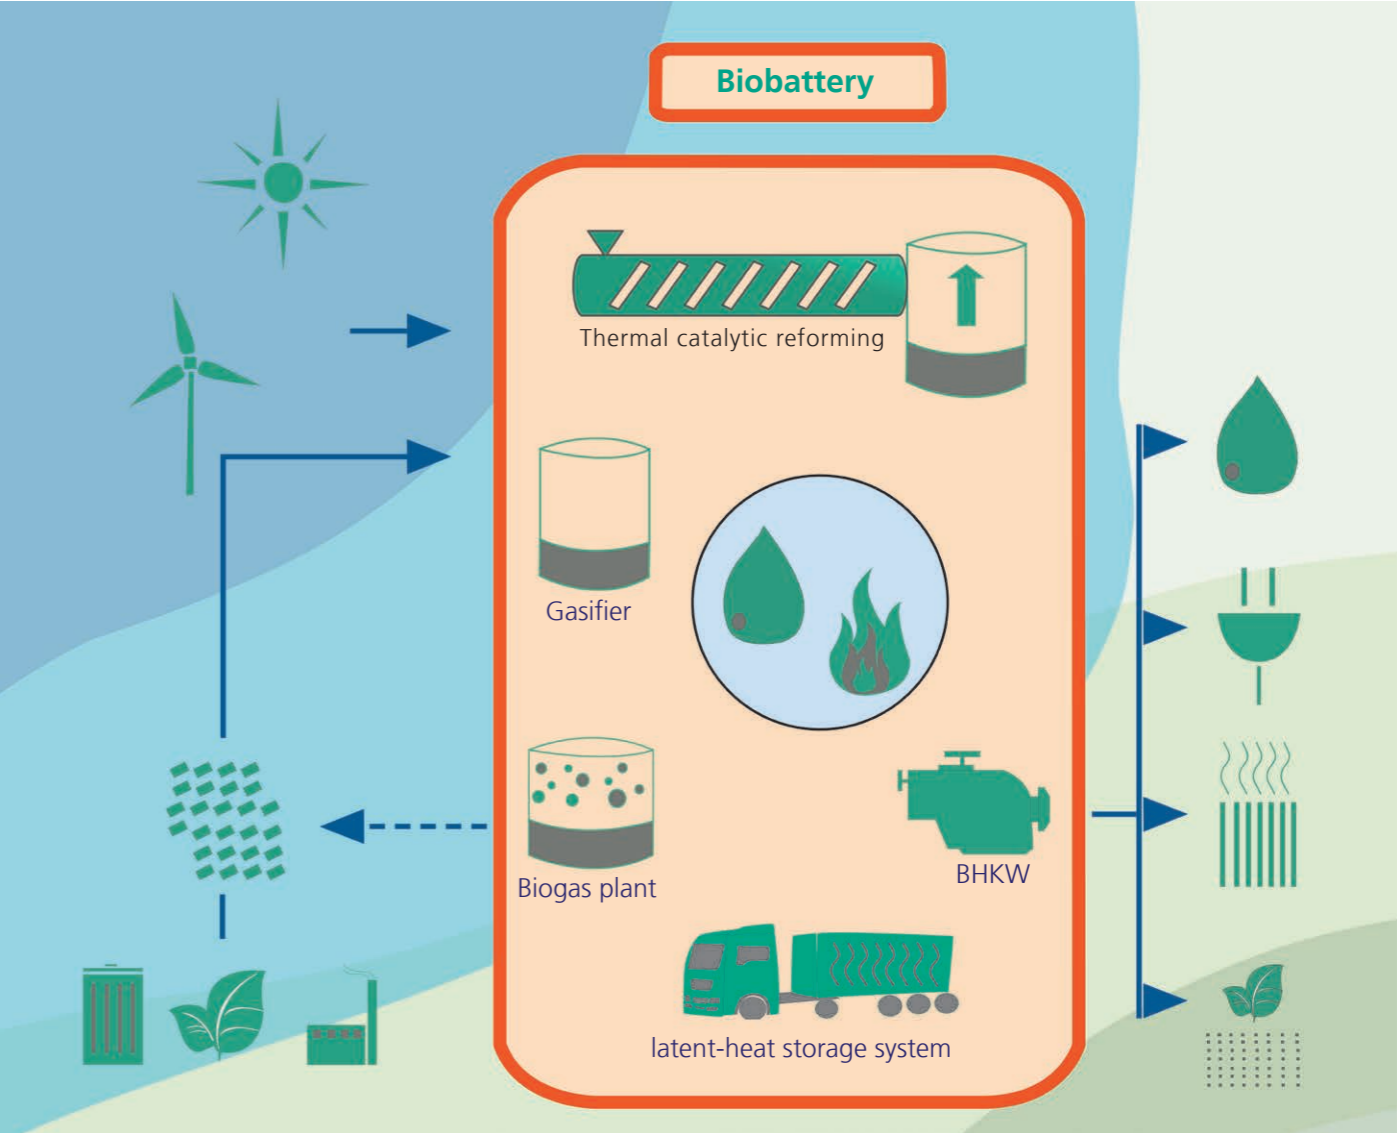 Biobattery
Thermal catalytic reforming
Gasifier
Biogas plant
BHKW
latent-heat storage system